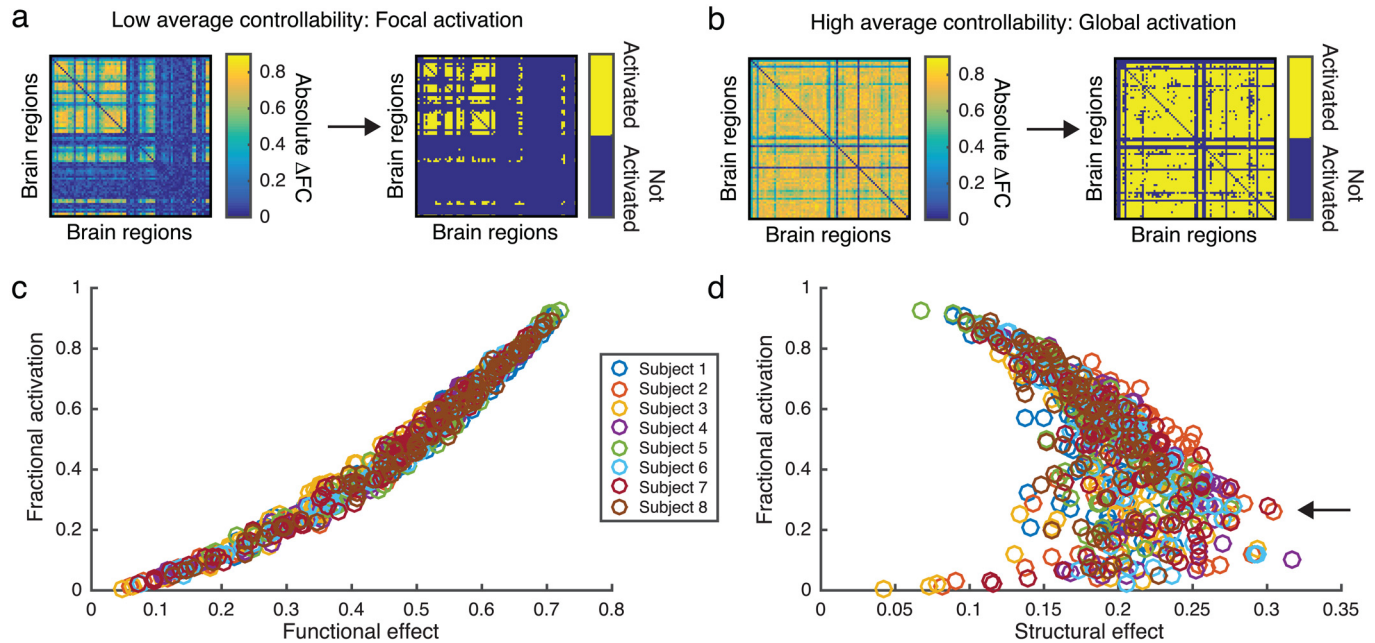 a
Low average controllability: Focal activation
Brain regions
Brain regions
0.8
0.6
0.4
0.2
0
Absolute ΔFC
Brain regions
Brain regions
Activated
Not
Activated
b
High average controllability: Global activation
Brain regions
Brain regions
0.8
0.6
0.4
0.2
0
Absolute ΔFC
Brain regions
Brain regions
Activated
Not
Activated
c
Fractional activation
1
0.8
0.6
0.4
0.2
0
0 0.1 0.2 0.3 0.4 0.5 0.6 0.7 0.8
Functional effect
Subject 1
Subject 2
Subject 3
Subject 4
Subject 5
Subject 6
Subject 7
Subject 8
d
Fractional activation
1
0.8
0.6
0.4
0.2
0
0 0.05 0.1 0.15 0.2 0.25 0.3 0.35
Structural effect